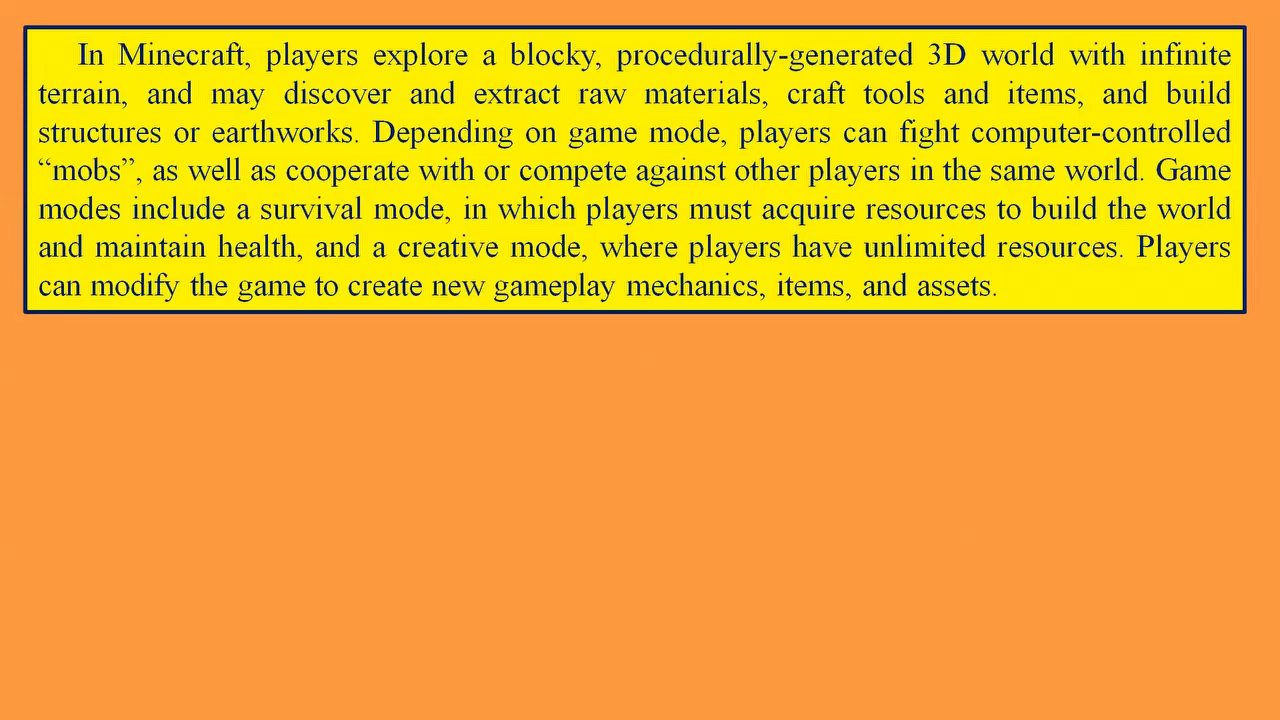 In Minecraft, players explore a blocky, procedurally-generated 3D world with infinite
terrain, and may discover and extract raw materials, craft tools and items, and build
structures or earthworks. Depending on game mode, players can fight computer-controlled
“mobs”, as well as cooperate with or compete against other players in the same world. Game
modes include a survival mode, in which players must acquire resources to build the world
and maintain health, and a creative mode, where players have unlimited resources. Players
can modify the game to create new gameplay mechanics, items, and assets.